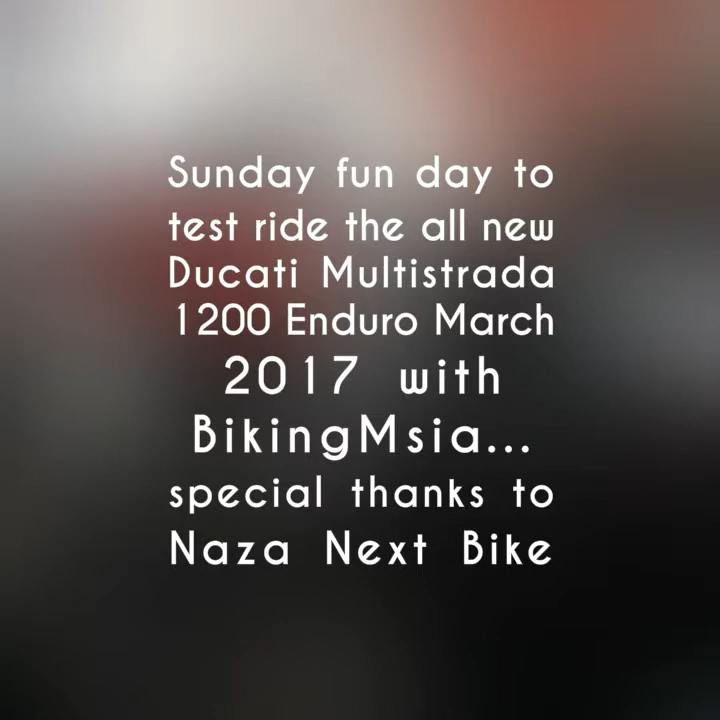 Sunday fun day to
test ride the all new
Ducati Multistrada
1200 Enduro March
2017 with
BikingMsia...
special thanks to
Naza Next Bike